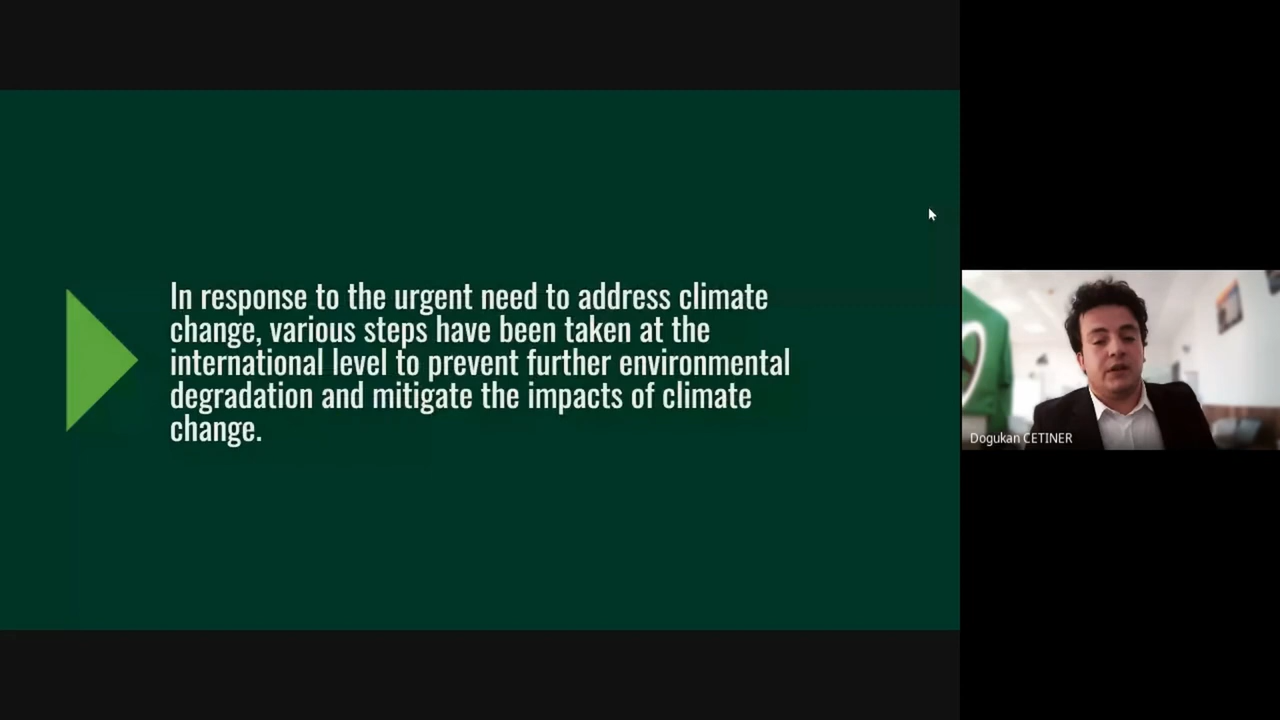 In response to the urgent need to address climate
change, various steps have been taken at the
international level to prevent further environmental
degradation and mitigate the impacts of climate
change.
Dogukan CETINER